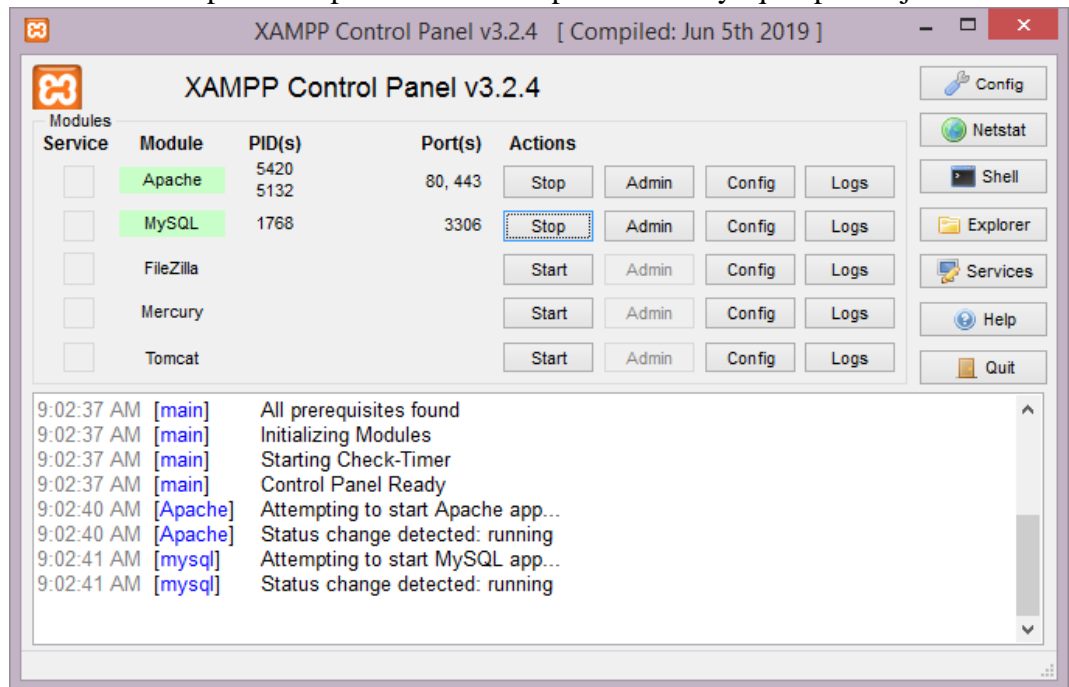 XAMPP Control Panel v3.2.4 [ Compiled: Jun 5th 2019 ]
XAMPP Control Panel v3.2.4
Config
Modules
Service Module PID(s) Port(s) Actions
Netstat
Apache 5420 5132 80, 443 Stop Admin Config Logs
Shell
MySQL 1768 3306 Stop Admin Config Logs
Explorer
FileZilla Start Admin Config Logs
Services
Mercury Start Admin Config Logs
Help
Tomcat Start Admin Config Logs
Quit
9:02:37 AM [main] All prerequisites found
9:02:37 AM [main] Initializing Modules
9:02:37 AM [main] Starting Check-Timer
9:02:37 AM [main] Control Panel Ready
9:02:40 AM [Apache] Attempting to start Apache app...
9:02:40 AM [Apache] Status change detected: running
9:02:41 AM [mysql] Attempting to start MySQL app...
9:02:41 AM [mysql] Status change detected: running